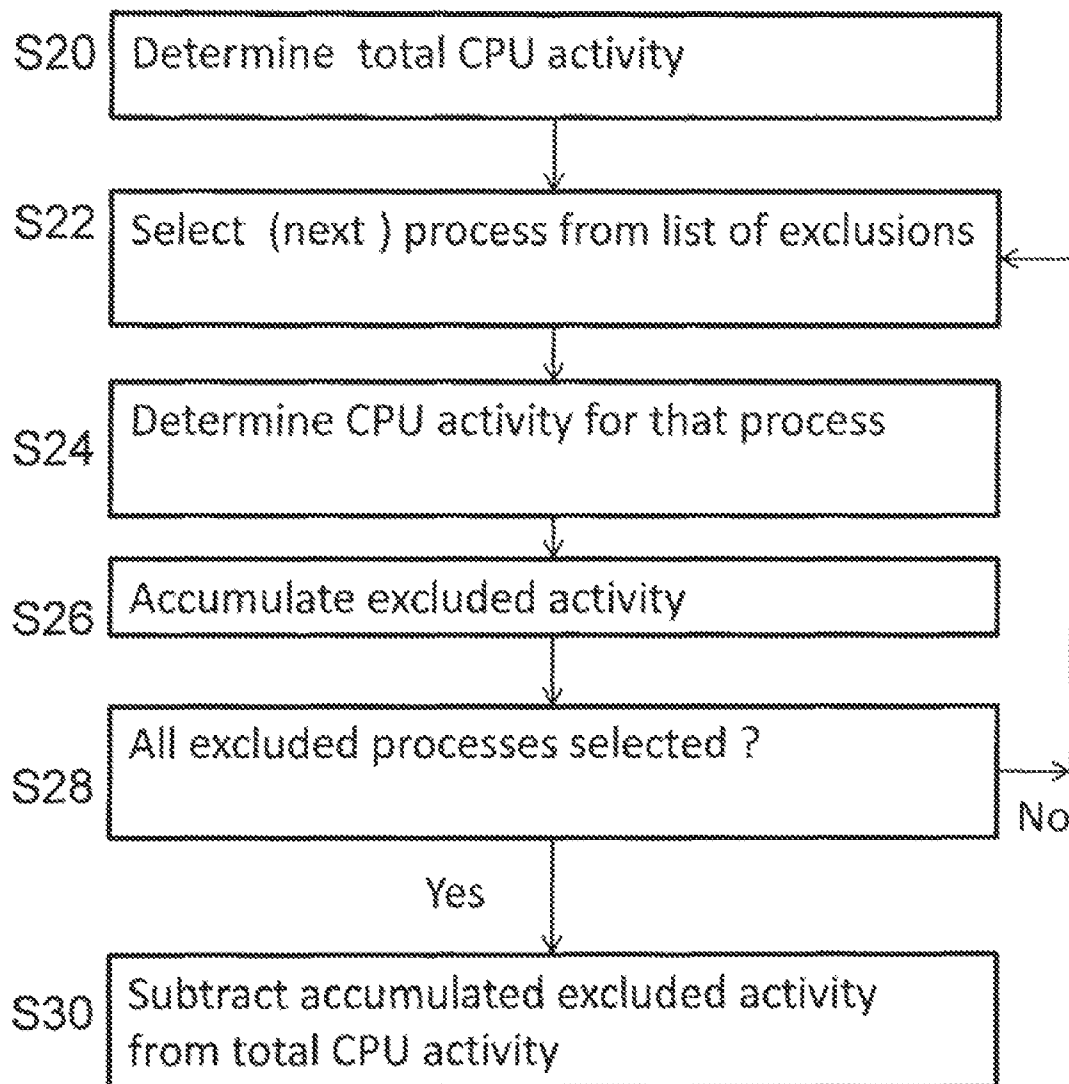 S20 Determine total CPU activity
S22 Select (next ) process from list of exclusions
S24 Determine CPU activity for that process
S26 Accumulate excluded activity
S28 All excluded processes selected ?
No
Yes
S30 Subtract accumulated excluded activity
from total CPU activity